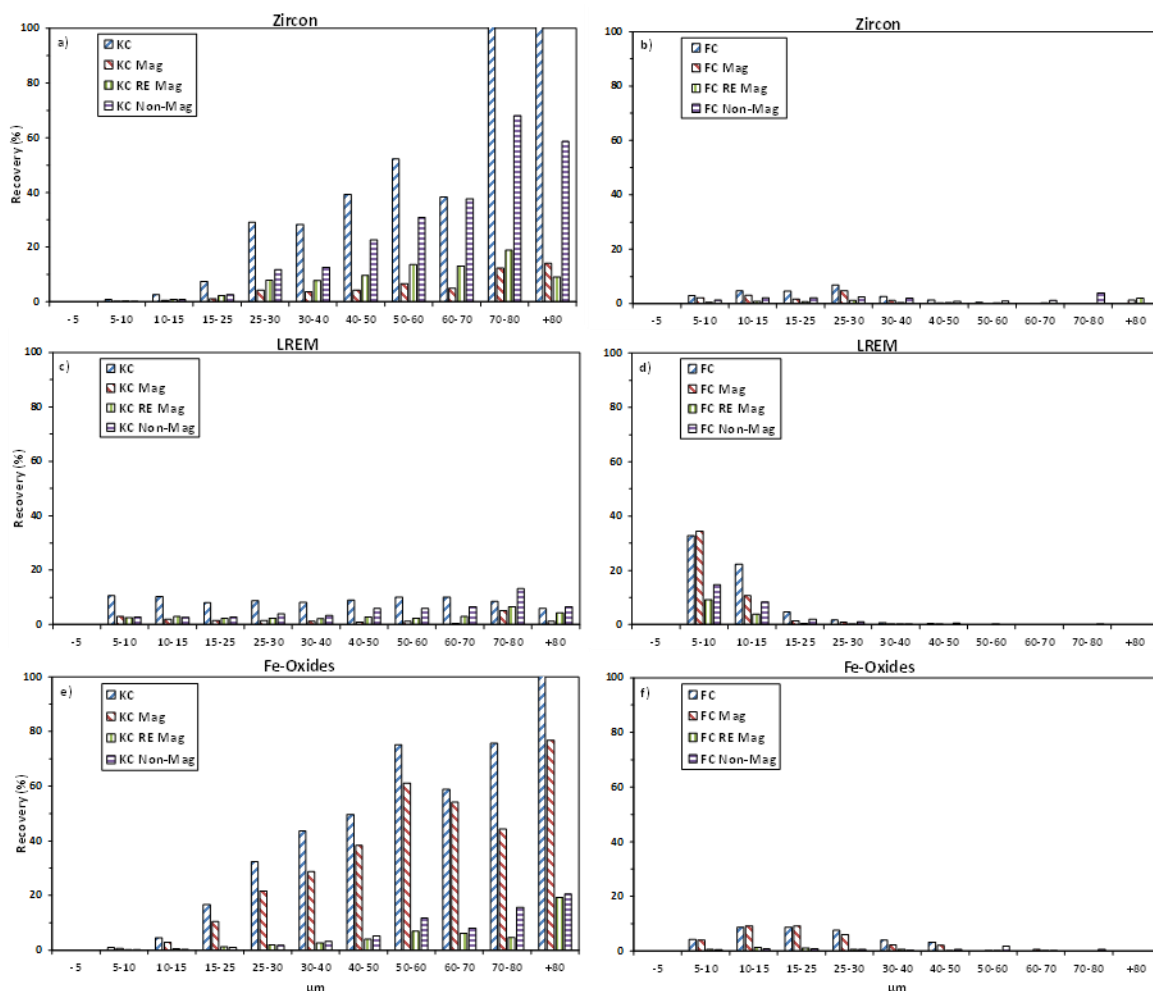 Zircon
a)
KC
KC Mag
KC RE Mag
KC Non-Mag
Recovery (%)
100
80
60
40
20
0
-5 5-10 10-15 15-25 25-30 30-40 40-50 50-60 60-70 70-80 +80
Zircon
b)
FC
FC Mag
FC RE Mag
FC Non-Mag
100
80
60
40
20
0
-5 5-10 10-15 15-25 25-30 30-40 40-50 50-60 60-70 70-80 +80
LREM
c)
KC
KC Mag
KC RE Mag
KC Non-Mag
Recovery (%)
100
80
60
40
20
0
-5 5-10 10-15 15-25 25-30 30-40 40-50 50-60 60-70 70-80 +80
LREM
d)
FC
FC Mag
FC RE Mag
FC Non-Mag
100
80
60
40
20
0
-5 5-10 10-15 15-25 25-30 30-40 40-50 50-60 60-70 70-80 +80
Fe-Oxides
e)
KC
KC Mag
KC RE Mag
KC Non-Mag
Recovery (%)
100
80
60
40
20
0
-5 5-10 10-15 15-25 25-30 30-40 40-50 50-60 60-70 70-80 +80
µm
Fe-Oxides
f)
FC
FC Mag
FC RE Mag
FC Non-Mag
100
80
60
40
20
0
-5 5-10 10-15 15-25 25-30 30-40 40-50 50-60 60-70 70-80 +80
µm